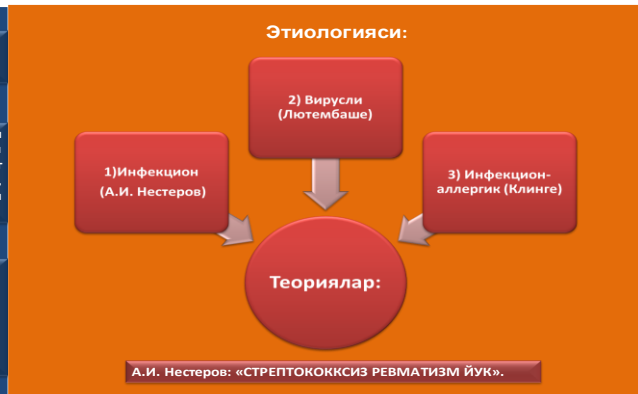 Этиологияси:
2) Вирусли
(Лютембаше)
1)Инфекцион
(А.И. Нестеров)
3) Инфекцион-
аллергик (Клинге)
Теориялар:
А.И. Нестеров: «СТРЕПТОКОККСИЗ РЕВМАТИЗМ ЙУК».